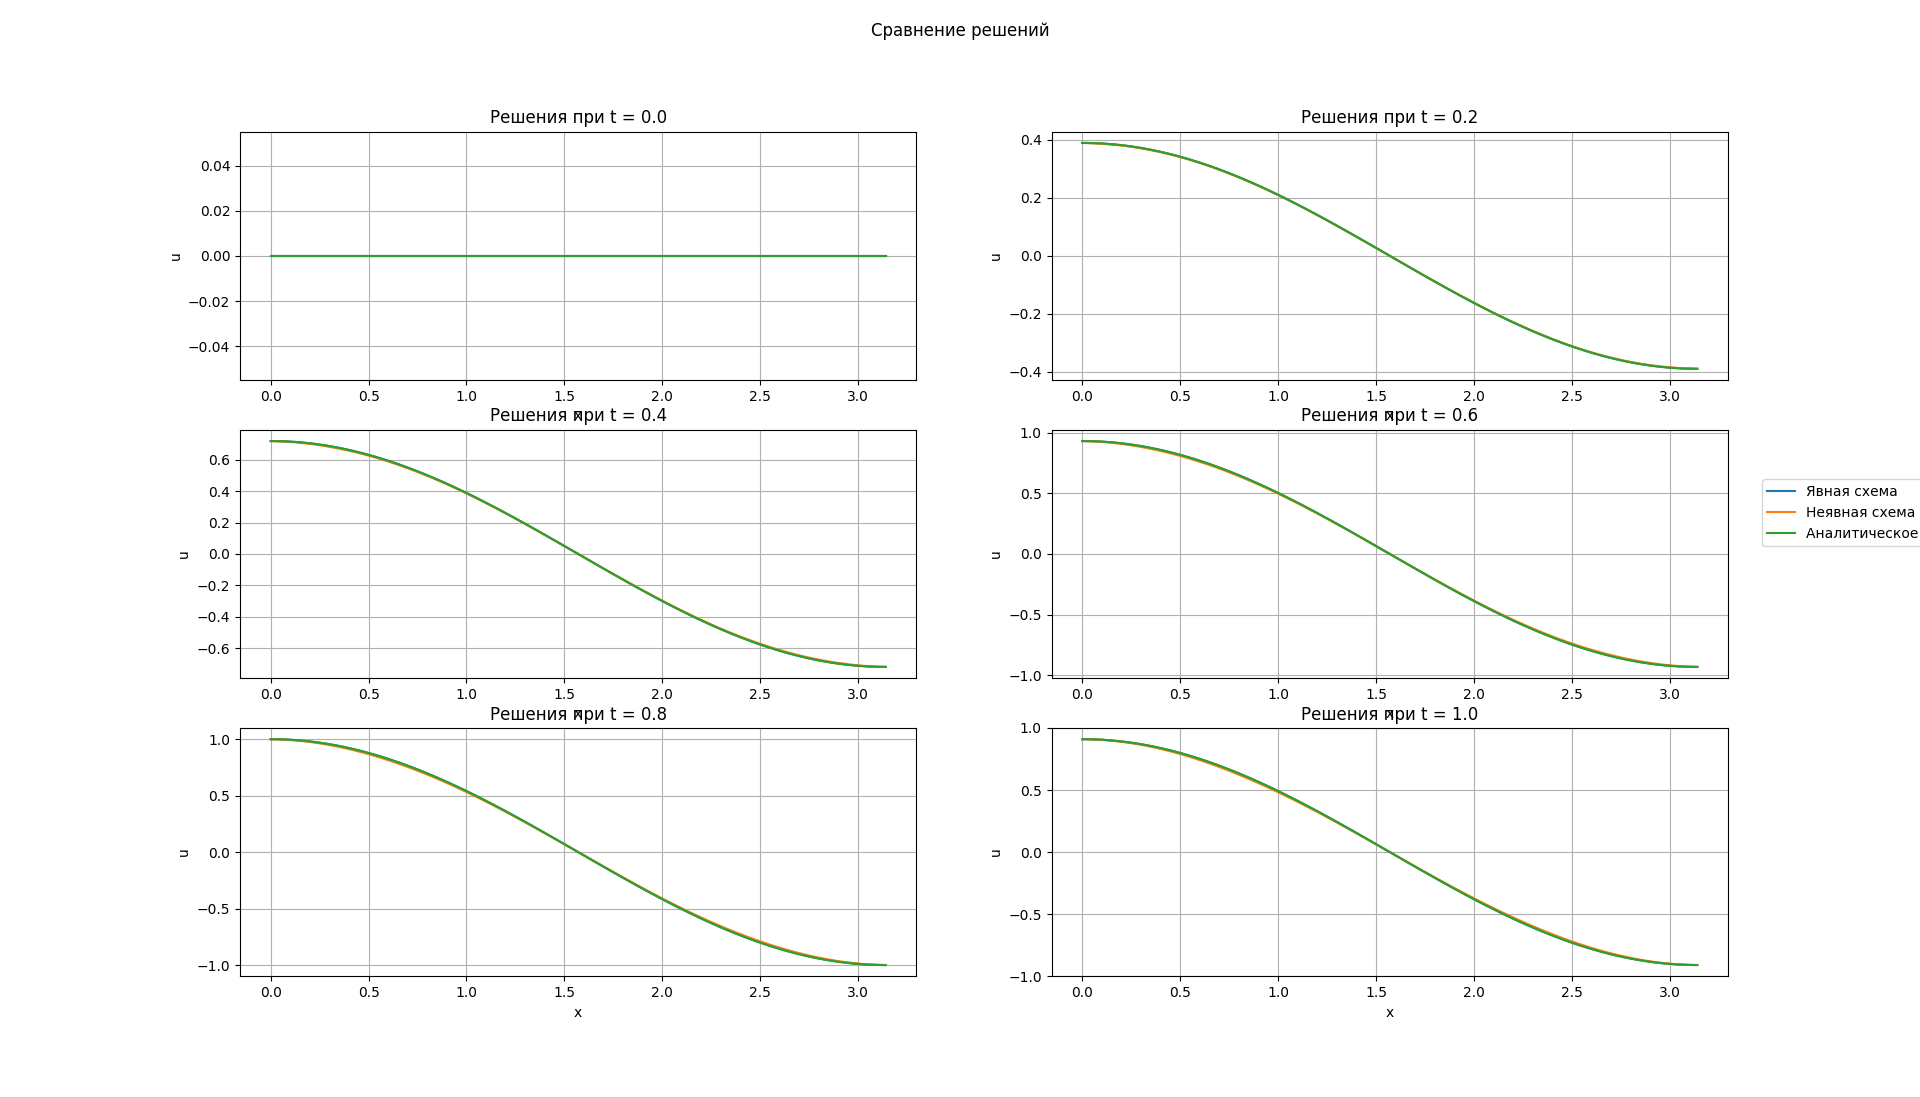 Сравнение решений
Решения при t = 0.0
0.04
0.02
0.00
−0.02
−0.04
u
0.0 0.5 1.0 1.5 2.0 2.5 3.0
x
Решения при t = 0.2
0.4
0.2
0.0
−0.2
−0.4
u
0.0 0.5 1.0 1.5 2.0 2.5 3.0
x
Решения при t = 0.4
0.6
0.4
0.2
0.0
−0.2
−0.4
−0.6
u
0.0 0.5 1.0 1.5 2.0 2.5 3.0
x
Решения при t = 0.6
1.0
0.5
0.0
−0.5
−1.0
u
0.0 0.5 1.0 1.5 2.0 2.5 3.0
x
Явная схема
Неявная схема
Аналитическое
Решения при t = 0.8
1.0
0.5
0.0
−0.5
−1.0
u
0.0 0.5 1.0 1.5 2.0 2.5 3.0
x
Решения при t = 1.0
1.0
0.5
0.0
−0.5
−1.0
u
0.0 0.5 1.0 1.5 2.0 2.5 3.0
x